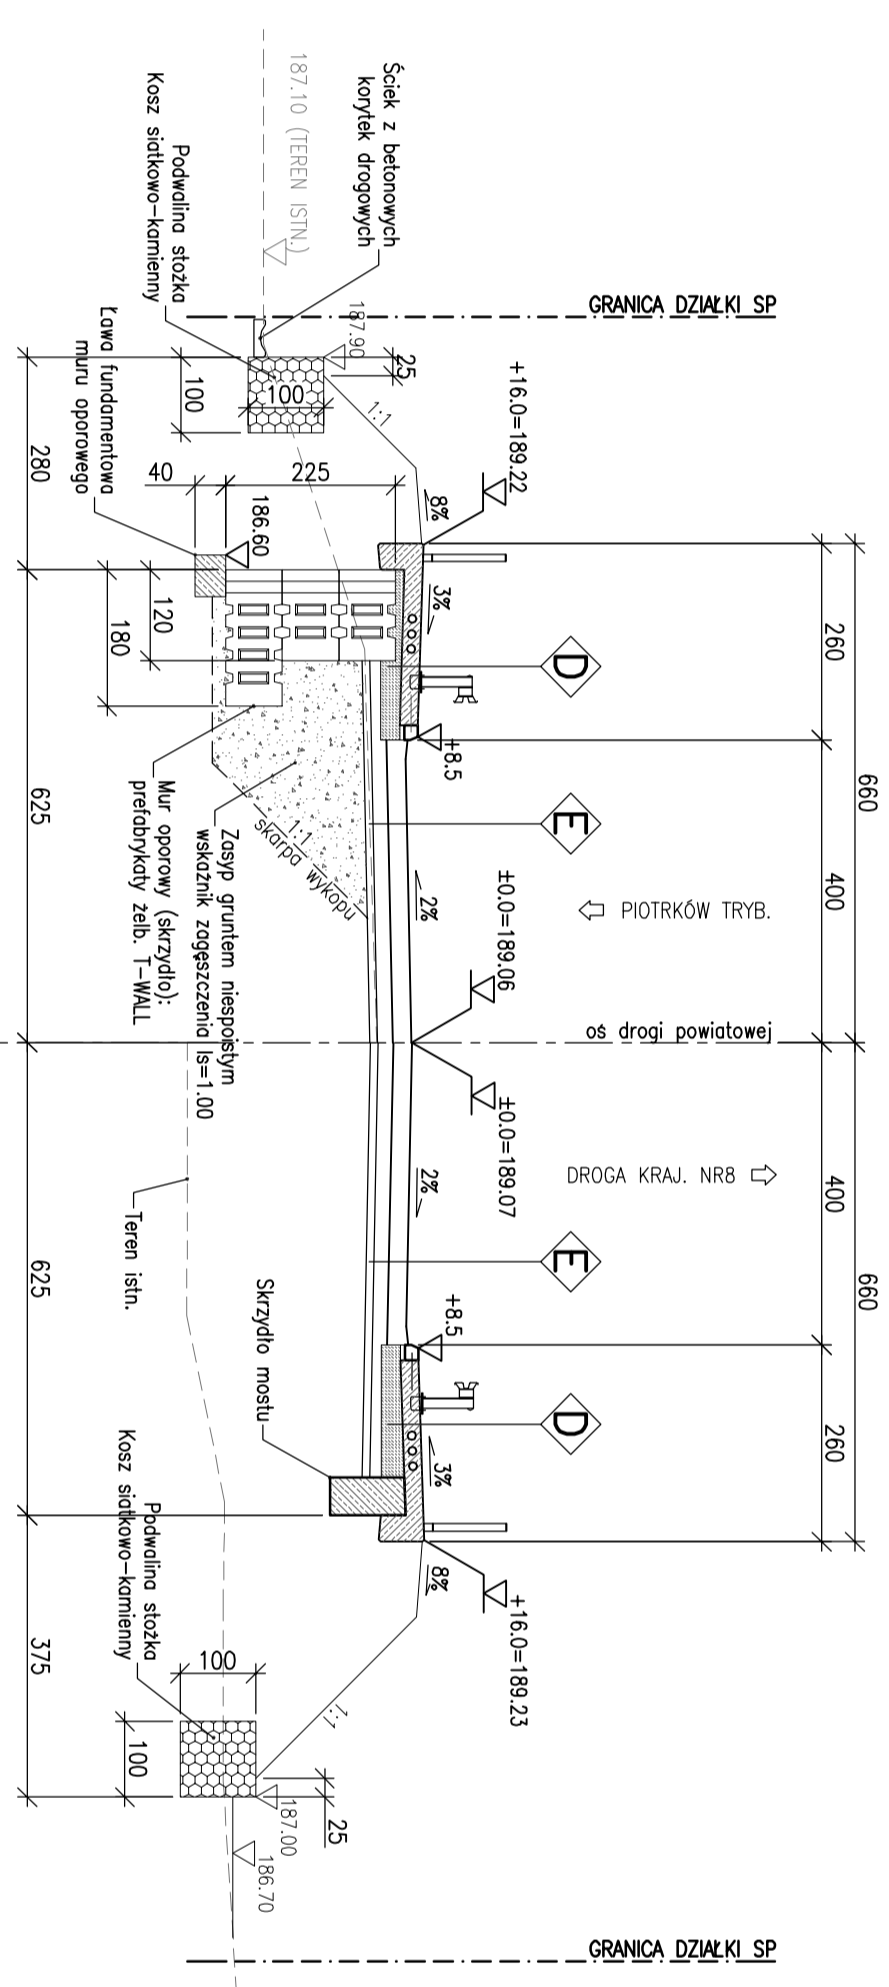 GRANICA DZIAŁKI SP
GRANICA DZIAŁKI SP
660
660
260
400
400
260
← PIOTRKÓW TRYB.
oś drogi powiatowej
DROGA KRAJ. NR8 →
D
E
E
D
+16.0=189.22
±0.0=189.06
±0.0=189.07
+16.0=189.23
8%
3%
+8.5
2%
2%
+8.5
3%
8%
Ściek z betonowych
korytek drogowych
187.10 (TEREN ISTN.)
187.90
25
1:1
100
100
Podwalina stożka
Kosz siatkowo-kamienny
225
40
186.60
Ława fundamentowa
muru oporowego
120
180
1:1
skarpa wykopu
Zasyp gruntem niespoistym
wskaźnik zagęszczenia Is=1.00
Mur oporowy (skrzydło):
prefabrykaty żelb. T-WALL
Teren istn.
Skrzydło mostu
Podwalina stożka
Kosz siatkowo-kamienny
1:1
100
100
25
187.00
186.70
280
625
625
375